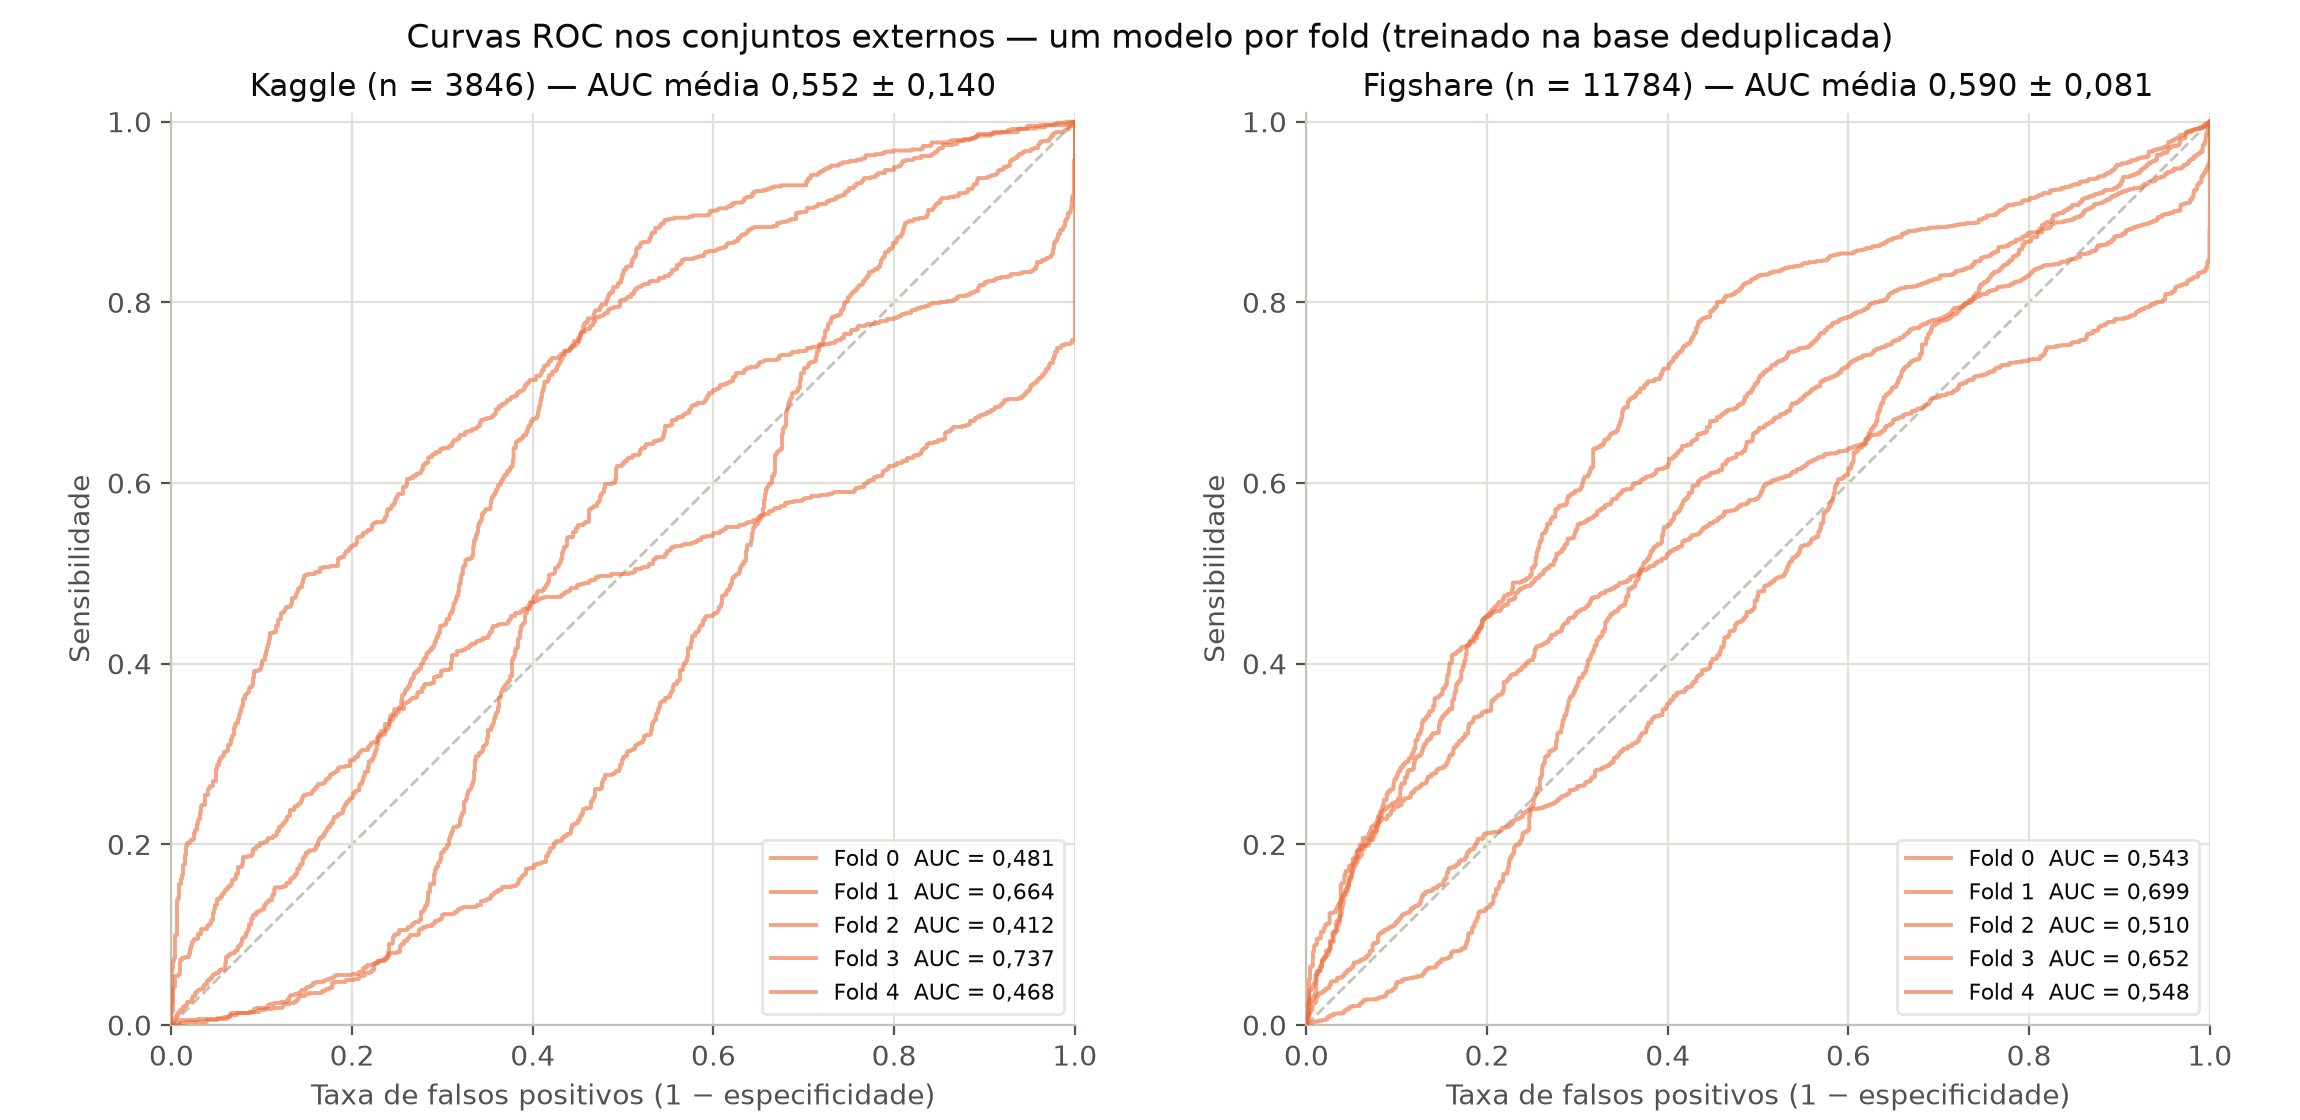 Curvas ROC nos conjuntos externos — um modelo por fold (treinado na base deduplicada)
Kaggle (n = 3846) — AUC média 0,552 ± 0,140
1.0
0.8
0.6
0.4
0.2
0.0
Sensibilidade
Fold 0 AUC = 0,481
Fold 1 AUC = 0,664
Fold 2 AUC = 0,412
Fold 3 AUC = 0,737
Fold 4 AUC = 0,468
0.0 0.2 0.4 0.6 0.8 1.0
Taxa de falsos positivos (1 − especificidade)
Figshare (n = 11784) — AUC média 0,590 ± 0,081
1.0
0.8
0.6
0.4
0.2
0.0
Sensibilidade
Fold 0 AUC = 0,543
Fold 1 AUC = 0,699
Fold 2 AUC = 0,510
Fold 3 AUC = 0,652
Fold 4 AUC = 0,548
0.0 0.2 0.4 0.6 0.8 1.0
Taxa de falsos positivos (1 − especificidade)